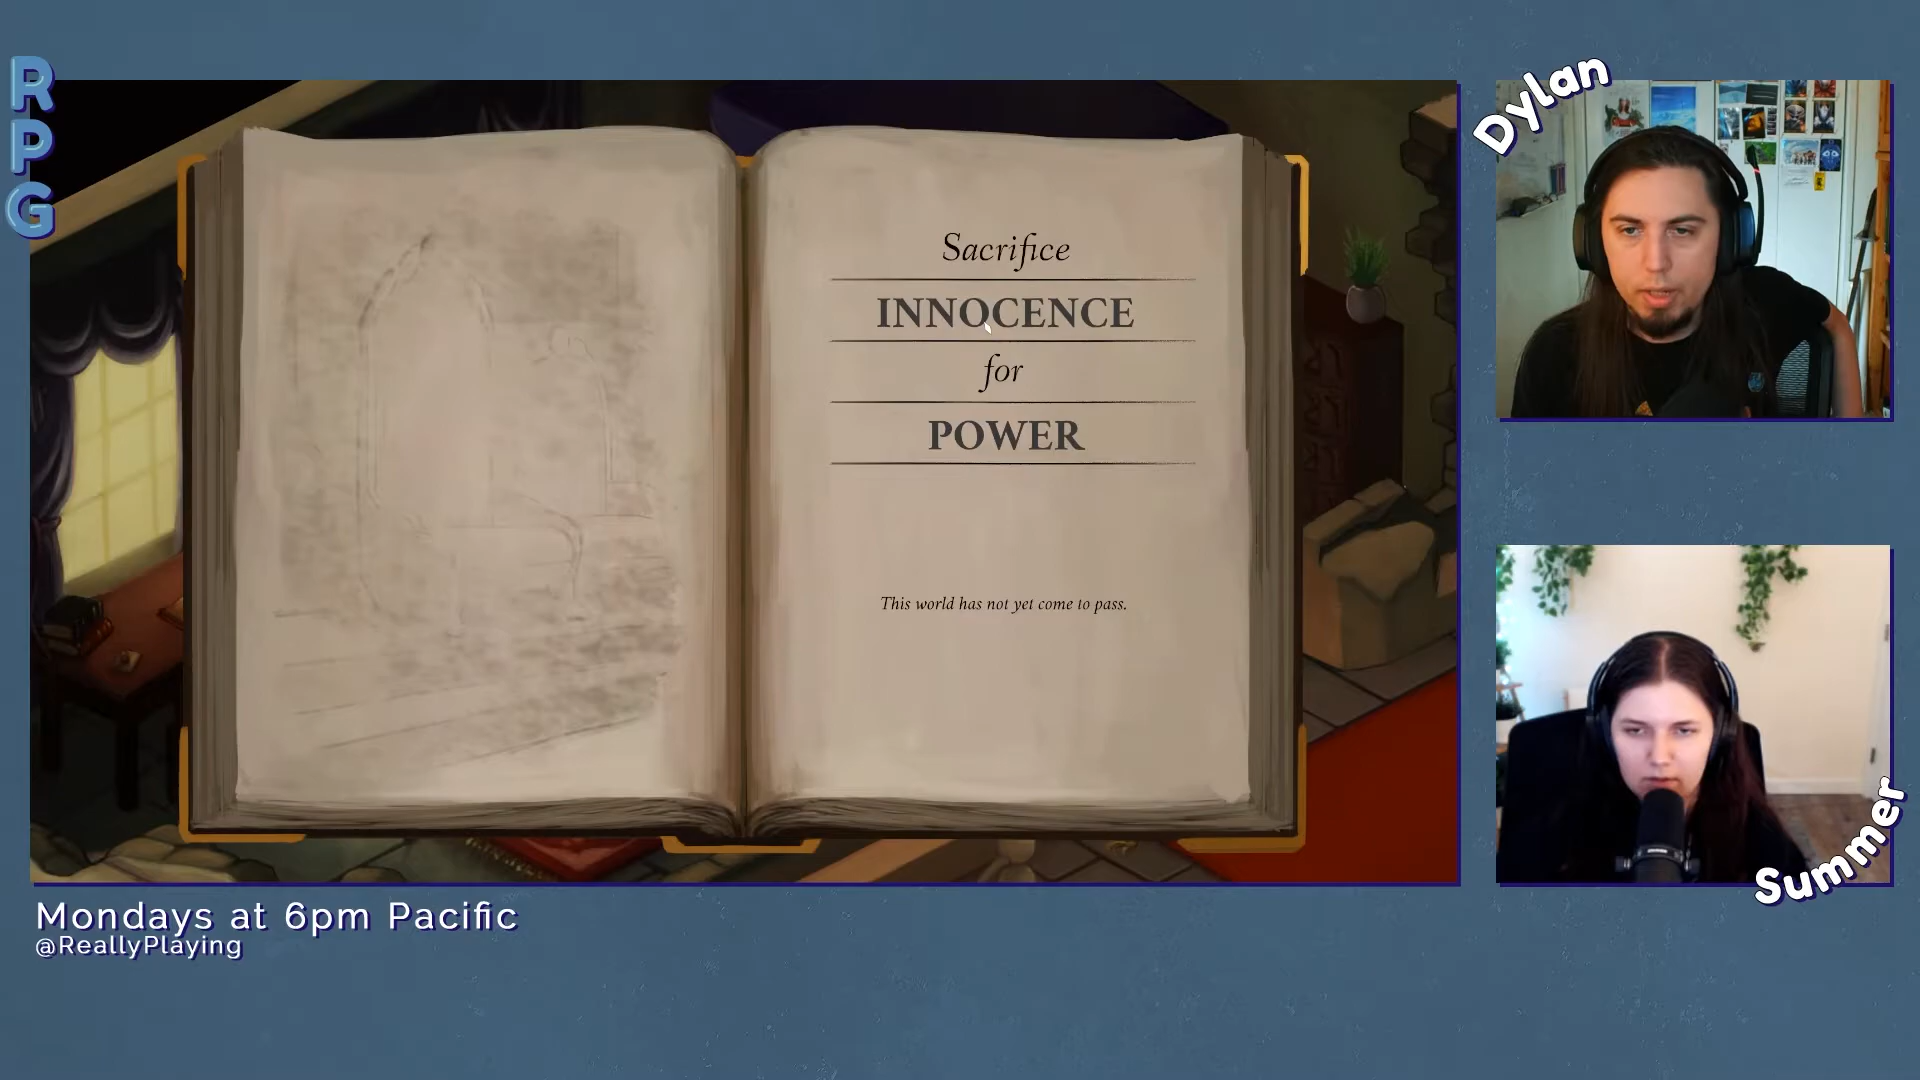 RPG
Dylan
Sacrifice
INNOCENCE
for
POWER
This world has not yet come to pass.
Summer
Mondays at 6pm Pacific
@ReallyPlaying